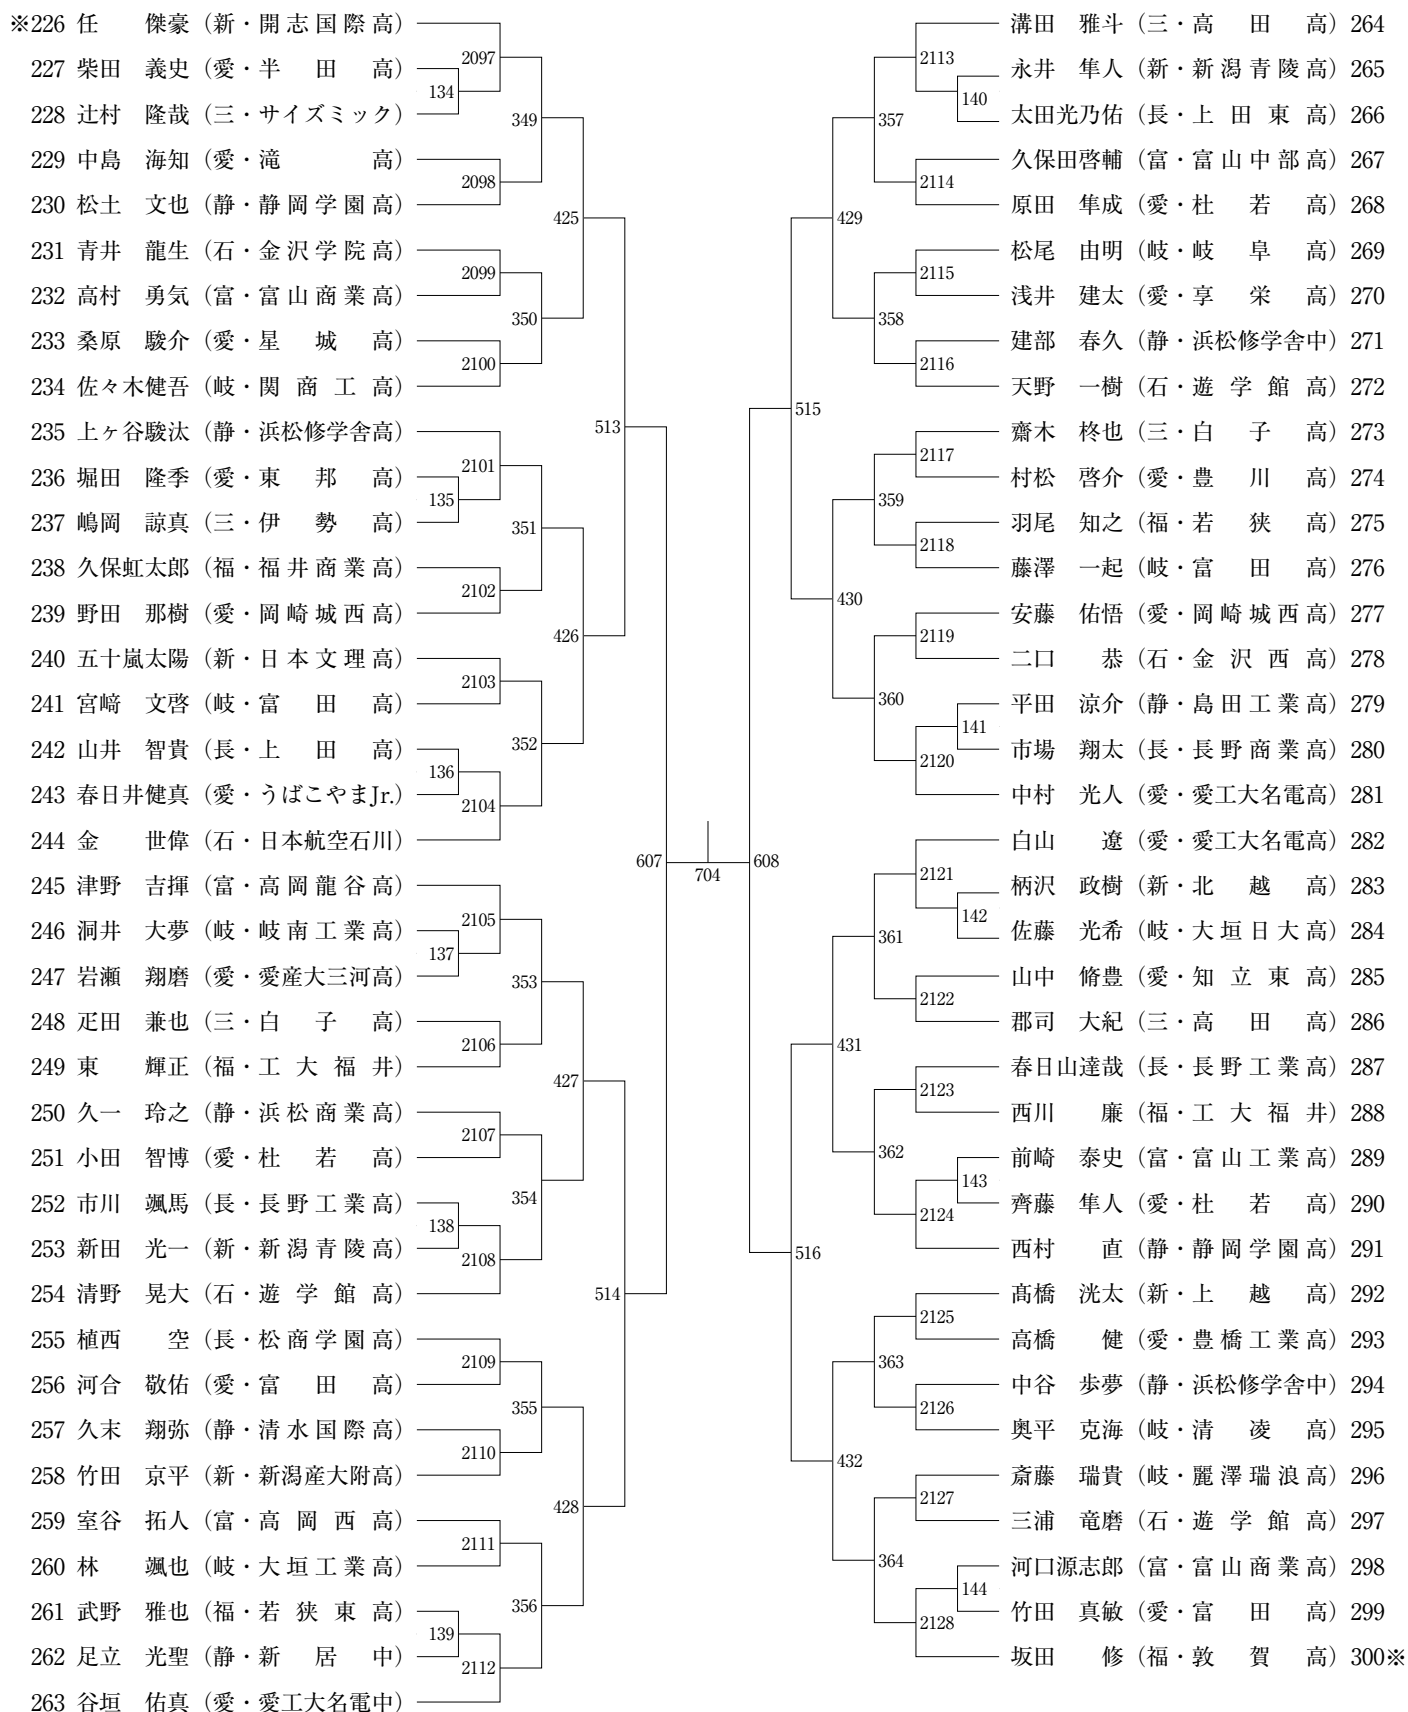 ※226 任　　傑豪（新・開志国際高）
227 柴田　義史（愛・半田高）
228 辻村　隆哉（三・サイズミック）
229 中島　海知（愛・滝高）
230 松土　文也（静・静岡学園高）
231 青井　龍生（石・金沢学院高）
232 高村　勇気（富・富山商業高）
233 桑原　駿介（愛・星城高）
234 佐々木健吾（岐・関商工高）
235 上ヶ谷駿汰（静・浜松修学舎高）
236 堀田　隆季（愛・東邦高）
237 嶋岡　諒真（三・伊勢高）
238 久保虹太郎（福・福井商業高）
239 野田　那樹（愛・岡崎城西高）
240 五十嵐太陽（新・日本文理高）
241 宮﨑　文啓（岐・富田高）
242 山井　智貴（長・上田高）
243 春日井健真（愛・うばこやまJr.）
244 金　　世偉（石・日本航空石川）
245 津野　吉揮（富・高岡龍谷高）
246 洞井　大夢（岐・岐南工業高）
247 岩瀬　翔磨（愛・愛産大三河高）
248 疋田　兼也（三・白子高）
249 東　　輝正（福・工大福井）
250 久一　玲之（静・浜松商業高）
251 小田　智博（愛・杜若高）
252 市川　颯馬（長・長野工業高）
253 新田　光一（新・新潟青陵高）
254 清野　晃大（石・遊学館高）
255 植西　　空（長・松商学園高）
256 河合　敬佑（愛・富田高）
257 久末　翔弥（静・清水国際高）
258 竹田　京平（新・新潟産大附高）
259 室谷　拓人（富・高岡西高）
260 林　　颯也（岐・大垣工業高）
261 武野　雅也（福・若狭東高）
262 足立　光聖（静・新居中）
263 谷垣　佑真（愛・愛工大名電中）
134
135
136
137
138
139
2097
2098
2099
2100
2101
2102
2103
2104
2105
2106
2107
2108
2109
2110
2111
2112
349
350
351
352
353
354
355
356
425
426
427
428
513
514
607
704
608
515
516
429
430
431
432
357
358
359
360
361
362
363
364
2113
2114
2115
2116
2117
2118
2119
2120
2121
2122
2123
2124
2125
2126
2127
2128
140
141
142
143
144
溝田　雅斗（三・高田高）264
永井　隼人（新・新潟青陵高）265
太田光乃佑（長・上田東高）266
久保田啓輔（富・富山中部高）267
原田　隼成（愛・杜若高）268
松尾　由明（岐・岐阜高）269
浅井　建太（愛・享栄高）270
建部　春久（静・浜松修学舎中）271
天野　一樹（石・遊学館高）272
齋木　柊也（三・白子高）273
村松　啓介（愛・豊川高）274
羽尾　知之（福・若狭高）275
藤澤　一起（岐・富田高）276
安藤　佑悟（愛・岡崎城西高）277
二口　　恭（石・金沢西高）278
平田　涼介（静・島田工業高）279
市場　翔太（長・長野商業高）280
中村　光人（愛・愛工大名電高）281
白山　　遼（愛・愛工大名電高）282
柄沢　政樹（新・北越高）283
佐藤　光希（岐・大垣日大高）284
山中　脩豊（愛・知立東高）285
郡司　大紀（三・高田高）286
春日山達哉（長・長野工業高）287
西川　　廉（福・工大福井）288
前崎　泰史（富・富山工業高）289
齊藤　隼人（愛・杜若高）290
西村　　直（静・静岡学園高）291
髙橋　洸太（新・上越高）292
高橋　　健（愛・豊橋工業高）293
中谷　歩夢（静・浜松修学舎中）294
奥平　克海（岐・清凌高）295
斎藤　瑞貴（岐・麗澤瑞浪高）296
三浦　竜磨（石・遊学館高）297
河口源志郎（富・富山商業高）298
竹田　真敏（愛・富田高）299
坂田　　修（福・敦賀高）300※